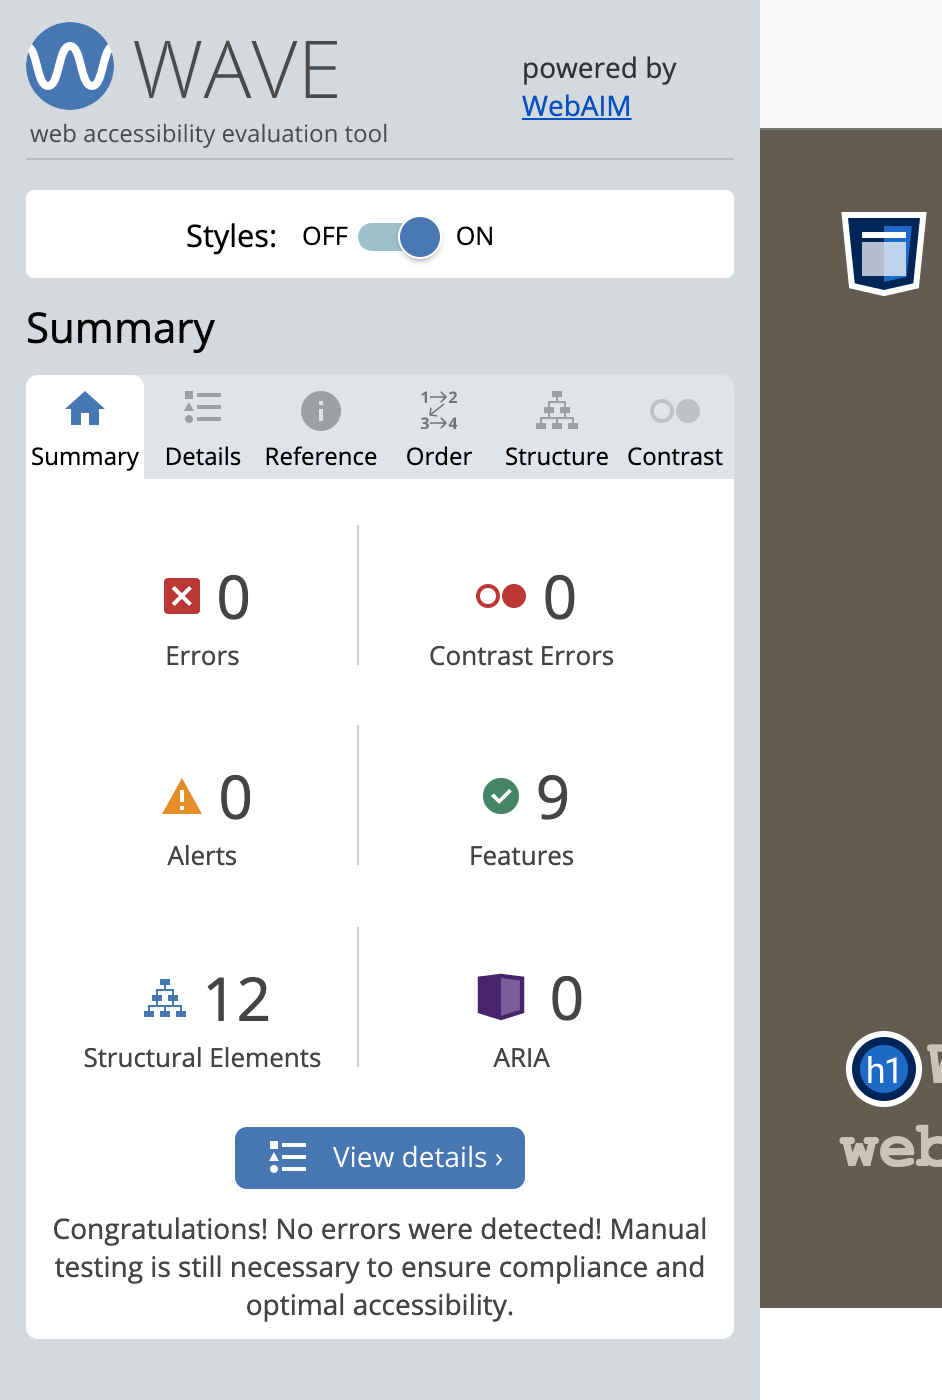 WAVE
powered by
WebAIM
web accessibility evaluation tool
Styles: OFF ON
Summary
1 2
3 4
Summary Details Reference Order Structure Contrast
0 0
Errors Contrast Errors
0 9
Alerts Features
12 0
Structural Elements ARIA
View details ›
Congratulations! No errors were detected! Manual
testing is still necessary to ensure compliance and
optimal accessibility.
h1
web